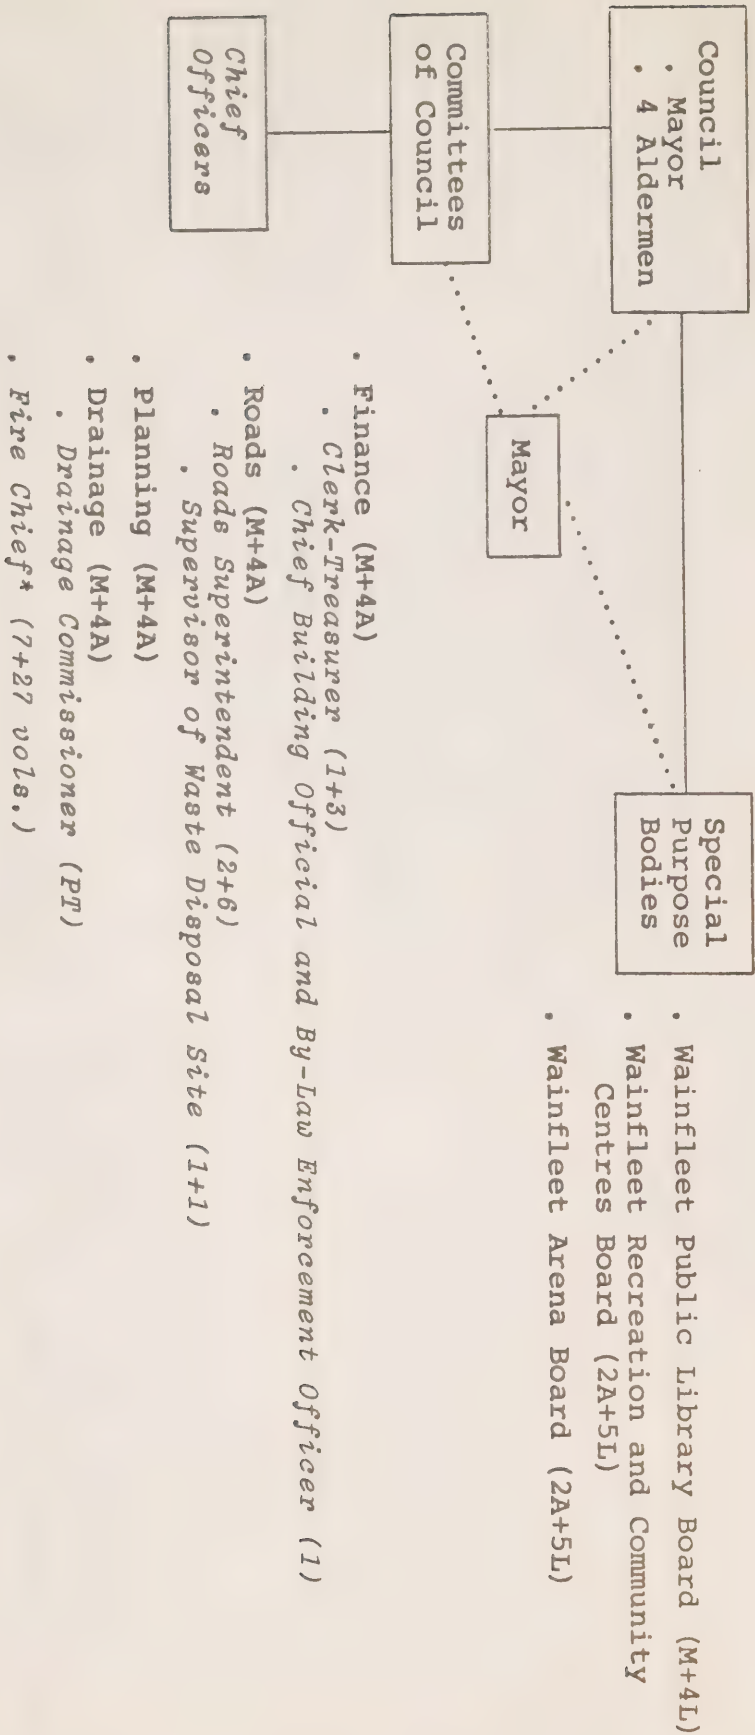 Council
. Mayor
. 4 Aldermen
Special
Purpose
Bodies
. Wainfleet Public Library Board (M+4L)
. Wainfleet Recreation and Community
Centres Board (2A+5L)
. Wainfleet Arena Board (2A+5L)
Mayor
Committees
of Council
Chief
Officers
. Finance (M+4A)
. Clerk-Treasurer (1+3)
. Chief Building Official and By-Law Enforcement Officer (1)
. Roads (M+4A)
. Roads Superintendent (2+6)
. Supervisor of Waste Disposal Site (1+1)
. Planning (M+4A)
. Drainage (M+4A)
. Drainage Commissioner (PT)
. Fire Chief* (7+27 vols.)